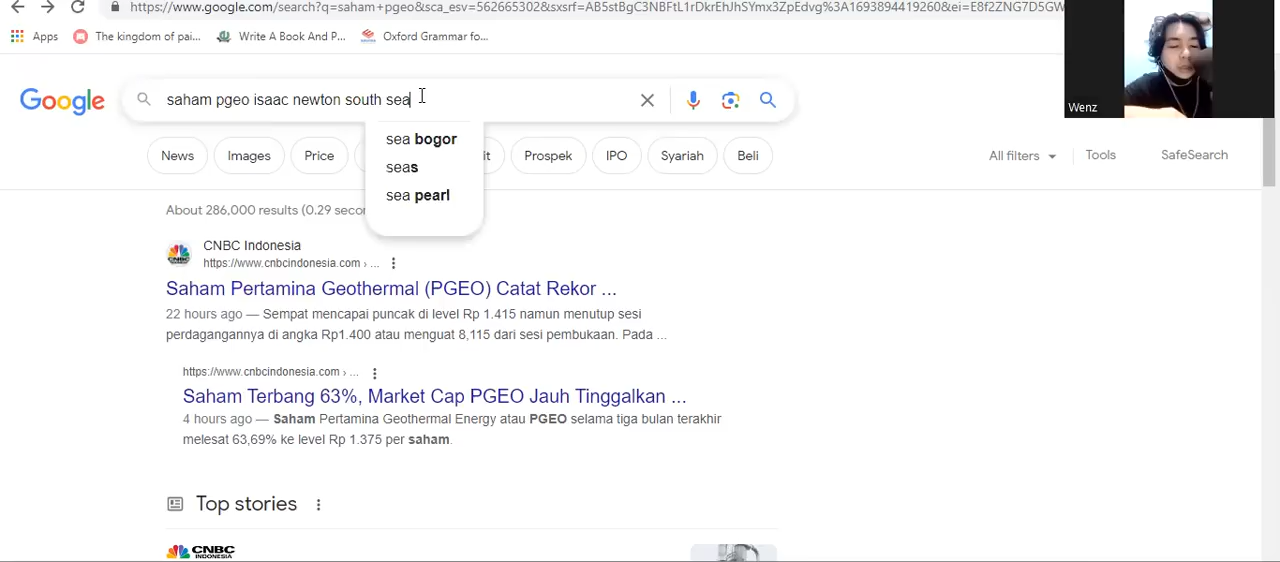 https://www.google.com/search?q=saham+pgeo&sca_esv=562665302&sxsrf=AB5stBgC3NBFtL1rDkrEhJhSYmx3ZpEdvg%3A1693894419260&ei=E8f2ZNG7D5GW
Apps
The kingdom of pai...
Write A Book And P...
Oxford Grammar fo...
Wenz
Google
saham pgeo isaac newton south sea
sea bogor
seas
sea pearl
News
Images
Price
it
Prospek
IPO
Syariah
Beli
All filters
Tools
SafeSearch
About 286,000 results (0.29 secon
CNBC Indonesia
https://www.cnbcindonesia.com › ...
Saham Pertamina Geothermal (PGEO) Catat Rekor ...
22 hours ago — Sempat mencapai puncak di level Rp 1.415 namun menutup sesi
perdagangannya di angka Rp1.400 atau menguat 8,115 dari sesi pembukaan. Pada ...
https://www.cnbcindonesia.com › ...
Saham Terbang 63%, Market Cap PGEO Jauh Tinggalkan ...
4 hours ago — Saham Pertamina Geothermal Energy atau PGEO selama tiga bulan terakhir
melesat 63,69% ke level Rp 1.375 per saham.
Top stories
CNBC INDONESIA